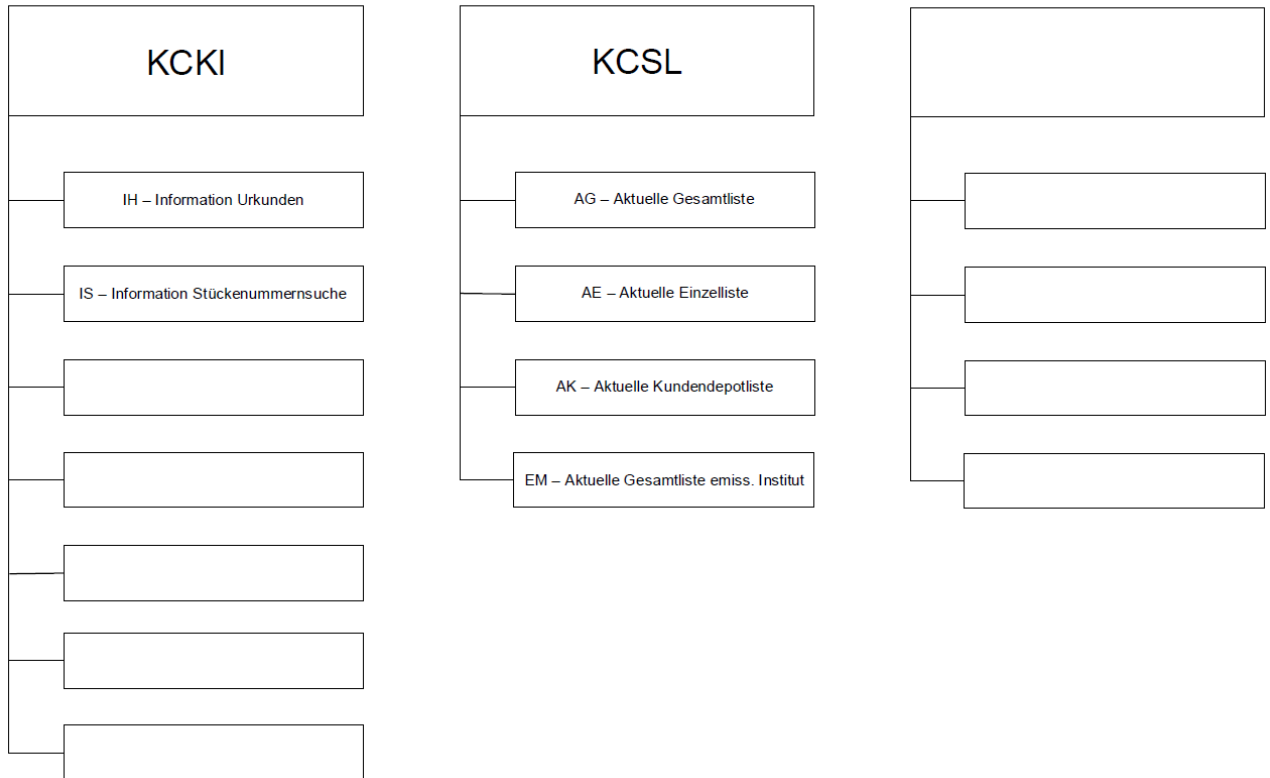 KCKI
IH – Information Urkunden
IS – Information Stückenummernsuche
KCSL
AG – Aktuelle Gesamtliste
AE – Aktuelle Einzelliste
AK – Aktuelle Kundendepotliste
EM – Aktuelle Gesamtliste emiss. Institut